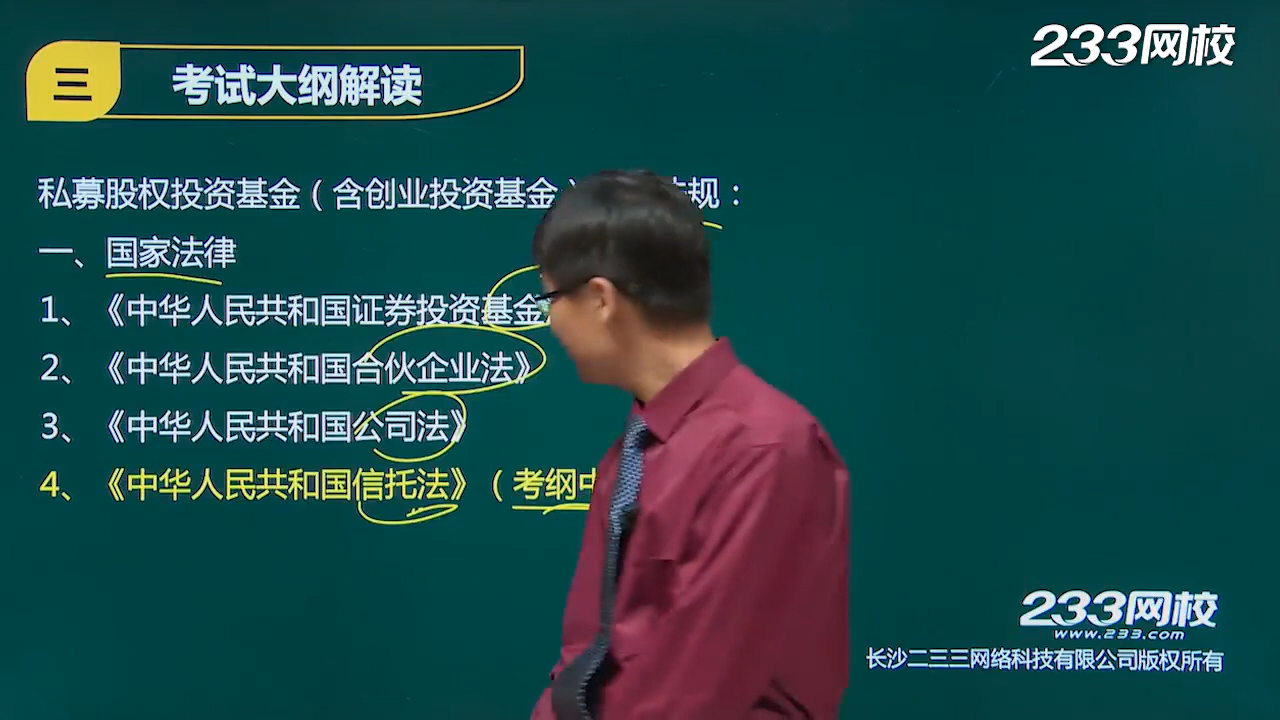 233网校
三 考试大纲解读
私募股权投资基金（含创业投资基金 规：
一、国家法律
1、《中华人民共和国证券投资基金
2、《中华人民共和国合伙企业法》
3、《中华人民共和国公司法》
4、《中华人民共和国信托法》（考纲中
233网校
www.233.com
长沙二三三网络科技有限公司版权所有